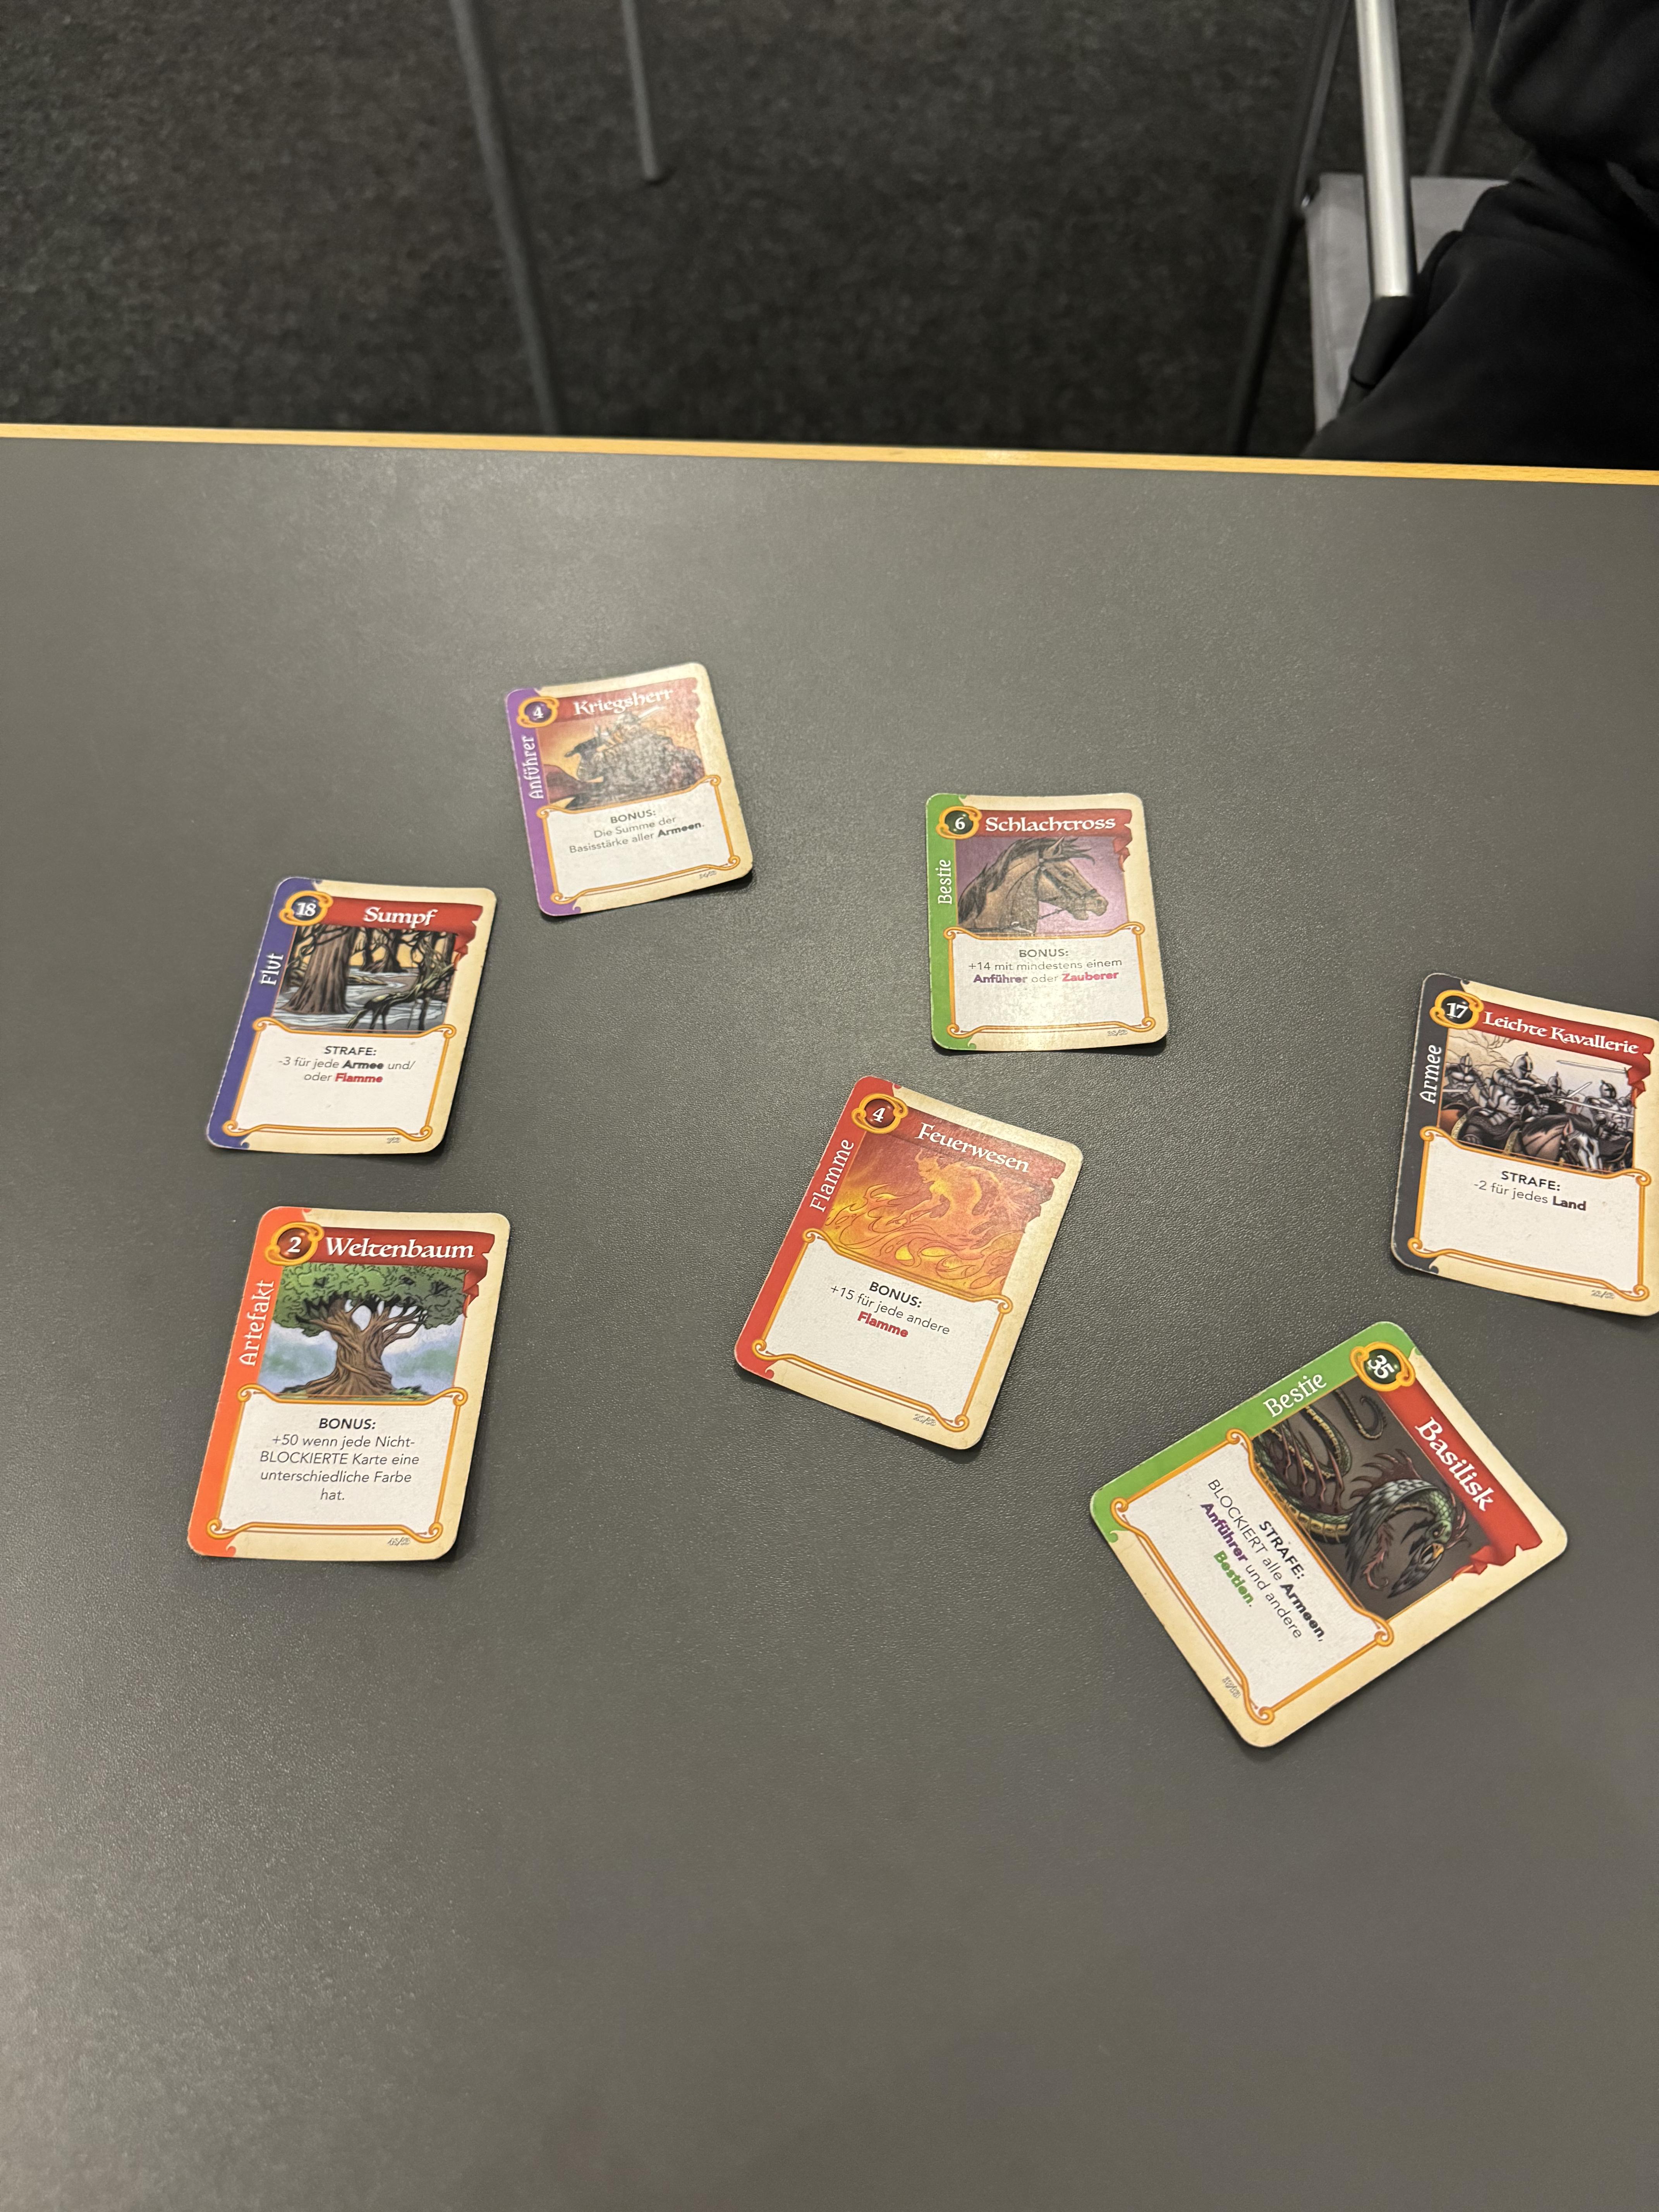 4
Kriegsherr
Anführer
BONUS:
Die Summe der
Basisstärke aller Armeen.
6
Schlachtross
Bestie
BONUS:
+14 mit mindestens einem
Anführer oder Zauberer
18
Sumpf
Flut
STRAFE:
-3 für jede Armee und/
oder Flamme
17
Leichte Kavallerie
Armee
STRAFE:
-2 für jedes Land
4
Feuerwesen
Flamme
BONUS:
+15 für jede andere
Flamme
2
Weltenbaum
Artefakt
BONUS:
+50 wenn jede Nicht-
BLOCKIERTE Karte eine
unterschiedliche Farbe
hat.
35
Basilisk
Bestie
STRAFE:
BLOCKIERT alle Armeen,
Anführer und andere
Bestien.